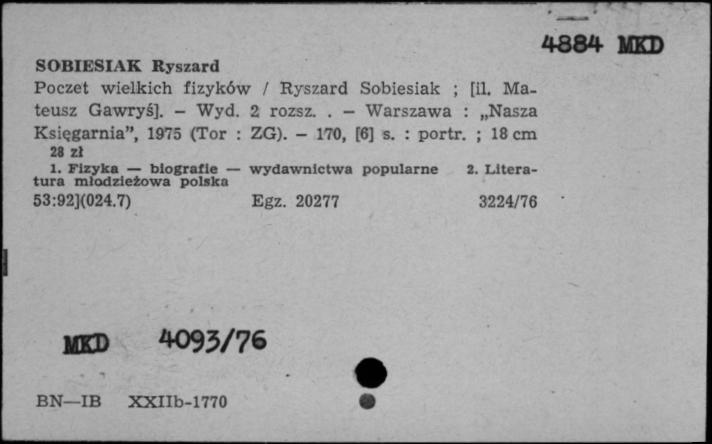 4884 MKD
SOBIESIAK Ryszard
Poczet wielkich fizyków / Ryszard Sobiesiak ; [il. Ma-
teusz Gawryś]. — Wyd. 2 rozsz. . — Warszawa : „Nasza
Księgarnia”, 1975 (Tor : ZG). — 170, [6] s. : portr. ; 18 cm
28 zł
1. Fizyka — biografie — wydawnictwa popularne 2. Litera-
tura młodzieżowa polska
53:92](024.7) Egz. 20277 3224/76
MKD 4093/76
BN—IB XXIIb-1770